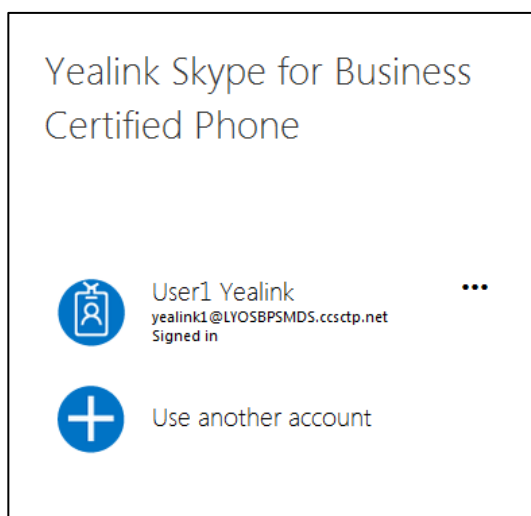 Yealink Skype for Business
Certified Phone
User1 Yealink
yealink1@LYOSBPSMDS.ccsctp.net
Signed in
Use another account